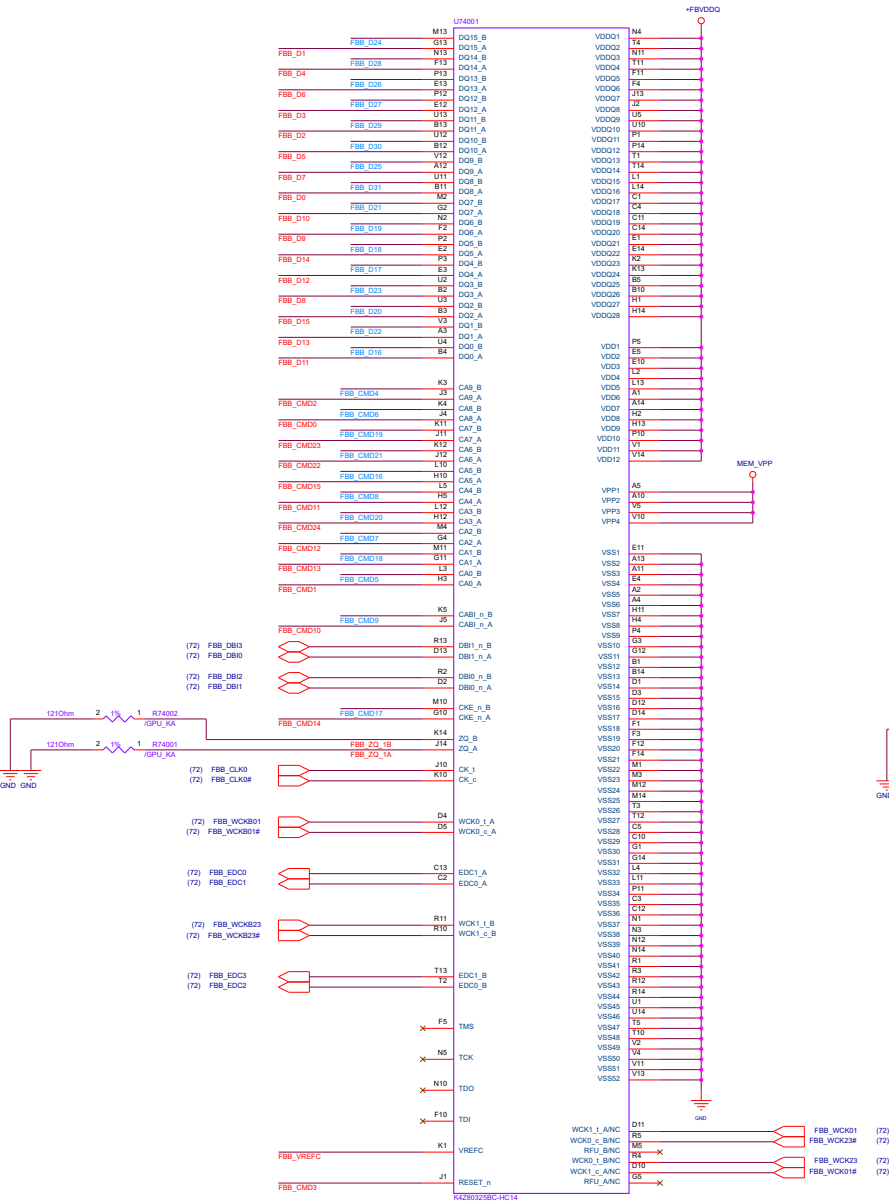 +FBVDDQ
U74001
FBB_D24 M13 DQ15_B VDDQ1 N4
FBB_D1 G13 DQ15_A VDDQ2 T4
FBB_D28 N13 DQ14_B VDDQ3 N11
FBB_D4 F13 DQ14_A VDDQ4 T11
FBB_D26 P13 DQ13_B VDDQ5 F11
FBB_D6 E13 DQ13_A VDDQ6 F4
FBB_D27 P12 DQ12_B VDDQ7 J13
FBB_D3 E12 DQ12_A VDDQ8 J2
FBB_D29 U13 DQ11_B VDDQ9 U5
FBB_D2 B13 DQ11_A VDDQ10 U10
FBB_D30 U12 DQ10_B VDDQ11 P1
FBB_D5 B12 DQ10_A VDDQ12 P14
FBB_D25 V12 DQ9_B VDDQ13 T1
FBB_D7 A12 DQ9_A VDDQ14 T14
FBB_D31 U11 DQ8_B VDDQ15 L1
FBB_D0 B11 DQ8_A VDDQ16 L14
FBB_D21 M2 DQ7_B VDDQ17 C1
FBB_D10 G2 DQ7_A VDDQ18 C4
FBB_D19 N2 DQ6_B VDDQ19 C11
FBB_D9 F2 DQ6_A VDDQ20 C14
FBB_D18 P2 DQ5_B VDDQ21 E1
FBB_D14 E2 DQ5_A VDDQ22 E14
FBB_D17 P3 DQ4_B VDDQ23 K2
FBB_D12 E3 DQ4_A VDDQ24 K13
FBB_D23 U2 DQ3_B VDDQ25 B5
FBB_D8 B2 DQ3_A VDDQ26 B10
FBB_D20 U3 DQ2_B VDDQ27 H1
FBB_D15 B3 DQ2_A VDDQ28 H14
FBB_D22 V3 DQ1_B
FBB_D13 A3 DQ1_A
FBB_D16 U4 DQ0_B VDD1 P5
FBB_D11 B4 DQ0_A VDD2 E5
VDD3 E10
VDD4 L2
FBB_CMD4 K3 CA9_B VDD5 L13
FBB_CMD2 J3 CA9_A VDD6 A1
FBB_CMD6 K4 CA8_B VDD7 A14
FBB_CMD0 J4 CA8_A VDD8 H2
FBB_CMD19 K11 CA7_B VDD9 H13
FBB_CMD23 J11 CA7_A VDD10 P10
FBB_CMD21 K12 CA6_B VDD11 V1
FBB_CMD22 J12 CA6_A VDD12 V14
FBB_CMD16 L10 CA5_B
MEM_VPP
FBB_CMD15 H10 CA5_A
FBB_CMD8 L5 CA4_B VPP1 A5
FBB_CMD11 H5 CA4_A VPP2 A10
FBB_CMD20 L12 CA3_B VPP3 V5
FBB_CMD24 H12 CA3_A VPP4 V10
FBB_CMD7 M4 CA2_B
FBB_CMD12 G4 CA2_A
FBB_CMD18 M11 CA1_B VSS1 E11
FBB_CMD13 G11 CA1_A VSS2 A13
FBB_CMD5 L3 CA0_B VSS3 A11
FBB_CMD1 H3 CA0_A VSS4 E4
VSS5 A2
VSS6 A4
FBB_CMD9 K5 CABI_n_B VSS7 H11
FBB_CMD10 J5 CABI_n_A VSS8 H4
VSS9 P4
(72) FBB_DBI3 R13 DBI1_n_B VSS10 G3
(72) FBB_DBI0 D13 DBI1_n_A VSS11 G12
VSS12 B1
(72) FBB_DBI2 R2 DBI0_n_B VSS13 B14
(72) FBB_DBI1 D2 DBI0_n_A VSS14 D1
VSS15 D3
FBB_CMD17 M10 CKE_n_B VSS16 D12
FBB_CMD14 G10 CKE_n_A VSS17 D14
121Ohm 2 1% 1 R74002 /GPU_KA
VSS18 F1
FBB_ZQ_1B K14 ZQ_B VSS19 F3
121Ohm 2 1% 1 R74001 /GPU_KA
FBB_ZQ_1A J14 ZQ_A VSS20 F12
VSS21 F14
(72) FBB_CLK0 J10 CK_t VSS22 M1
(72) FBB_CLK0# K10 CK_c VSS23 M3
GND GND
VSS24 M12
GND
VSS25 M14
VSS26 T3
(72) FBB_WCKB01 D4 WCK0_t_A VSS27 T12
(72) FBB_WCKB01# D5 WCK0_c_A VSS28 C5
VSS29 C10
VSS30 G1
VSS31 G14
(72) FBB_EDC0 C13 EDC1_A VSS32 L4
(72) FBB_EDC1 C2 EDC0_A VSS33 L11
VSS34 P11
VSS35 C3
VSS36 C12
(72) FBB_WCKB23 R11 WCK1_t_B VSS37 N1
(72) FBB_WCKB23# R10 WCK1_c_B VSS38 N3
VSS39 N12
VSS40 N14
VSS41 R1
(72) FBB_EDC3 T13 EDC1_B VSS42 R3
(72) FBB_EDC2 T2 EDC0_B VSS43 R12
VSS44 R14
VSS45 U1
VSS46 U14
F5 TMS VSS47 T5
VSS48 T10
VSS49 V2
N5 TCK VSS50 V4
VSS51 V11
VSS52 V13
N10 TDO
GND
F10 TDI
WCK1_t_A/NC D11 FBB_WCK01 (72)
WCK0_c_B/NC R5 FBB_WCK23# (72)
FBB_VREFC K1 VREFC RFU_B/NC M5
WCK0_t_B/NC R4 FBB_WCK23 (72)
WCK1_c_A/NC D10 FBB_WCK01# (72)
FBB_CMD3 J1 RESET_n RFU_A/NC G5
K4Z80325BC-HC14